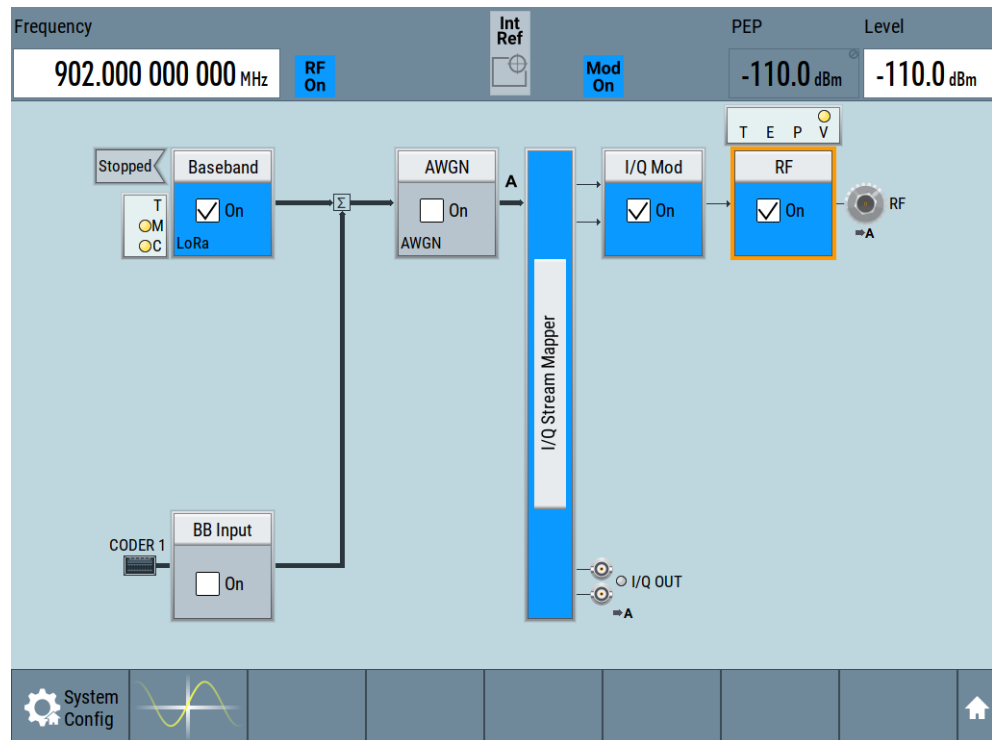 Frequency
Int
Ref
PEP
Level
902.000 000 000 MHz
RF
On
Mod
On
-110.0 dBm
-110.0 dBm
T E P V
Stopped
Baseband
AWGN
A
I/Q Mod
RF
T
M
C
On
LoRa
Σ
On
AWGN
On
On
RF
A
I/Q Stream Mapper
BB Input
CODER 1
On
I/Q OUT
A
System
Config